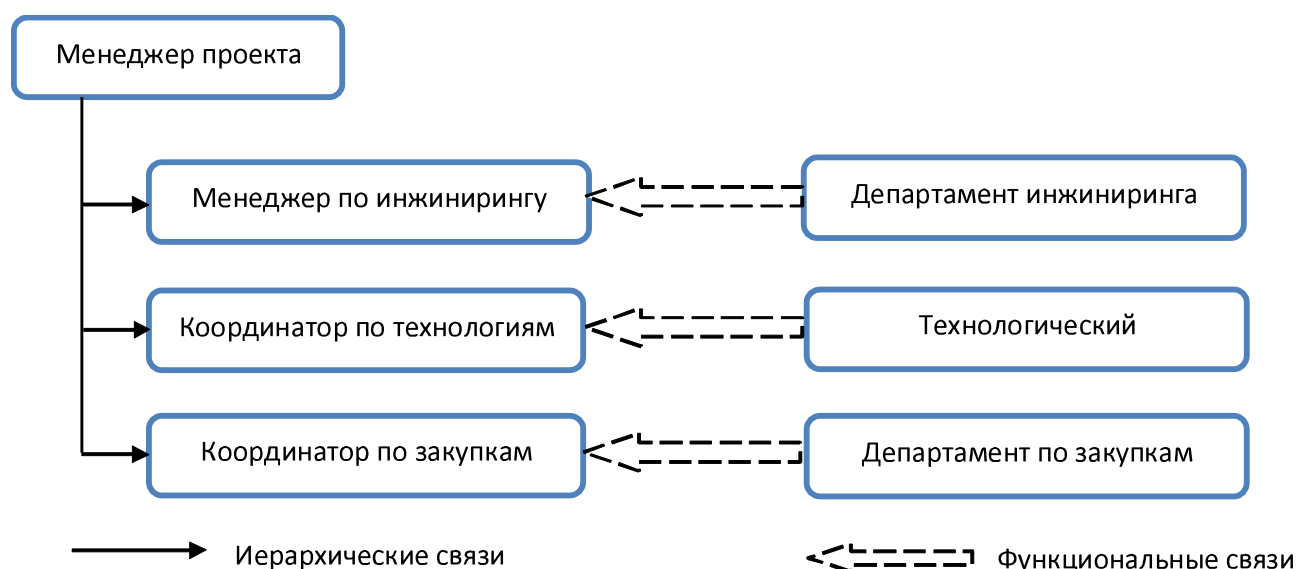 Менеджер проекта
Менеджер по инжинирингу
Департамент инжиниринга
Координатор по технологиям
Технологический
Координатор по закупкам
Департамент по закупкам
Иерархические связи
Функциональные связи